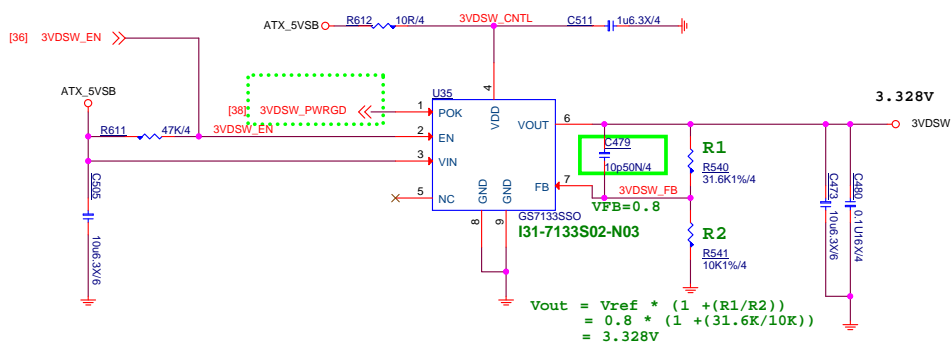 ATX_5VSB
R612
10R/4
3VDSW_CNTL
C511
1u6.3X/4
[36] 3VDSW_EN
ATX_5VSB
[38] 3VDSW_PWRGD
U35
4
VDD
3.328V
1
POK
R611
47K/4
3VDSW_EN
2
EN
VOUT
6
3VDSW
3
VIN
C479
10p50N/4
R1
R540
31.6K1%/4
C505
10u6.3X/6
5
NC
GND
GND
FB
7
3VDSW_FB
VFB=0.8
C473
10u6.3X/6
C480
0.1U16X/4
8
9
GS7133SSO
I31-7133S02-N03
R2
R541
10K1%/4
Vout = Vref * (1 +(R1/R2))
= 0.8 * (1 +(31.6K/10K))
= 3.328V